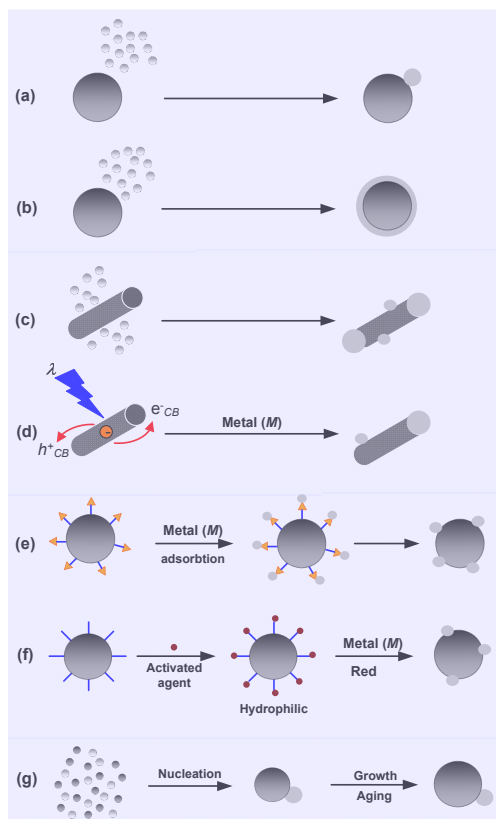 (a)
(b)
(c)
λ
e⁻CB
(d)
Metal (M)
h⁺CB
(e)
Metal (M)
adsorbtion
(f)
Activated
agent
Hydrophilic
Metal (M)
Red
(g)
Nucleation
Growth
Aging